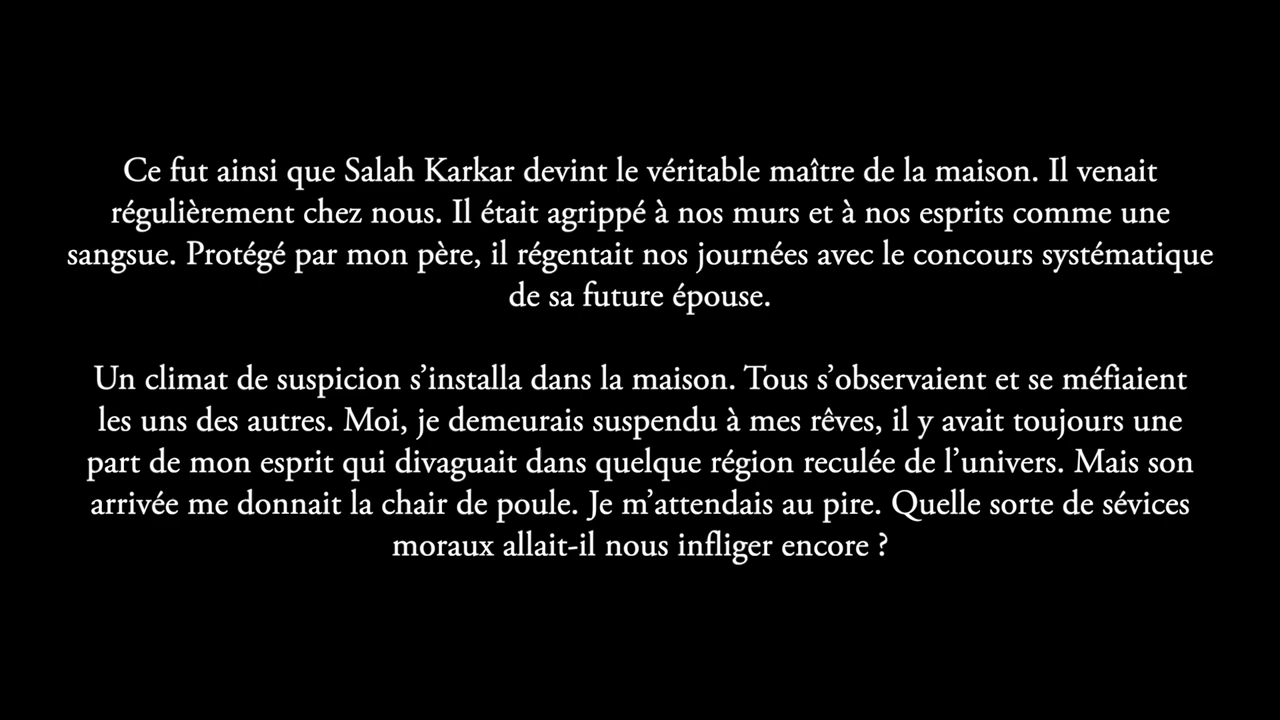 Ce fut ainsi que Salah Karkar devint le véritable maître de la maison. Il venait
régulièrement chez nous. Il était agrippé à nos murs et à nos esprits comme une
sangsue. Protégé par mon père, il régentait nos journées avec le concours systématique
de sa future épouse.
Un climat de suspicion s’installa dans la maison. Tous s’observaient et se méfiaient
les uns des autres. Moi, je demeurais suspendu à mes rêves, il y avait toujours une
part de mon esprit qui divaguait dans quelque région reculée de l’univers. Mais son
arrivée me donnait la chair de poule. Je m’attendais au pire. Quelle sorte de sévices
moraux allait-il nous infliger encore ?